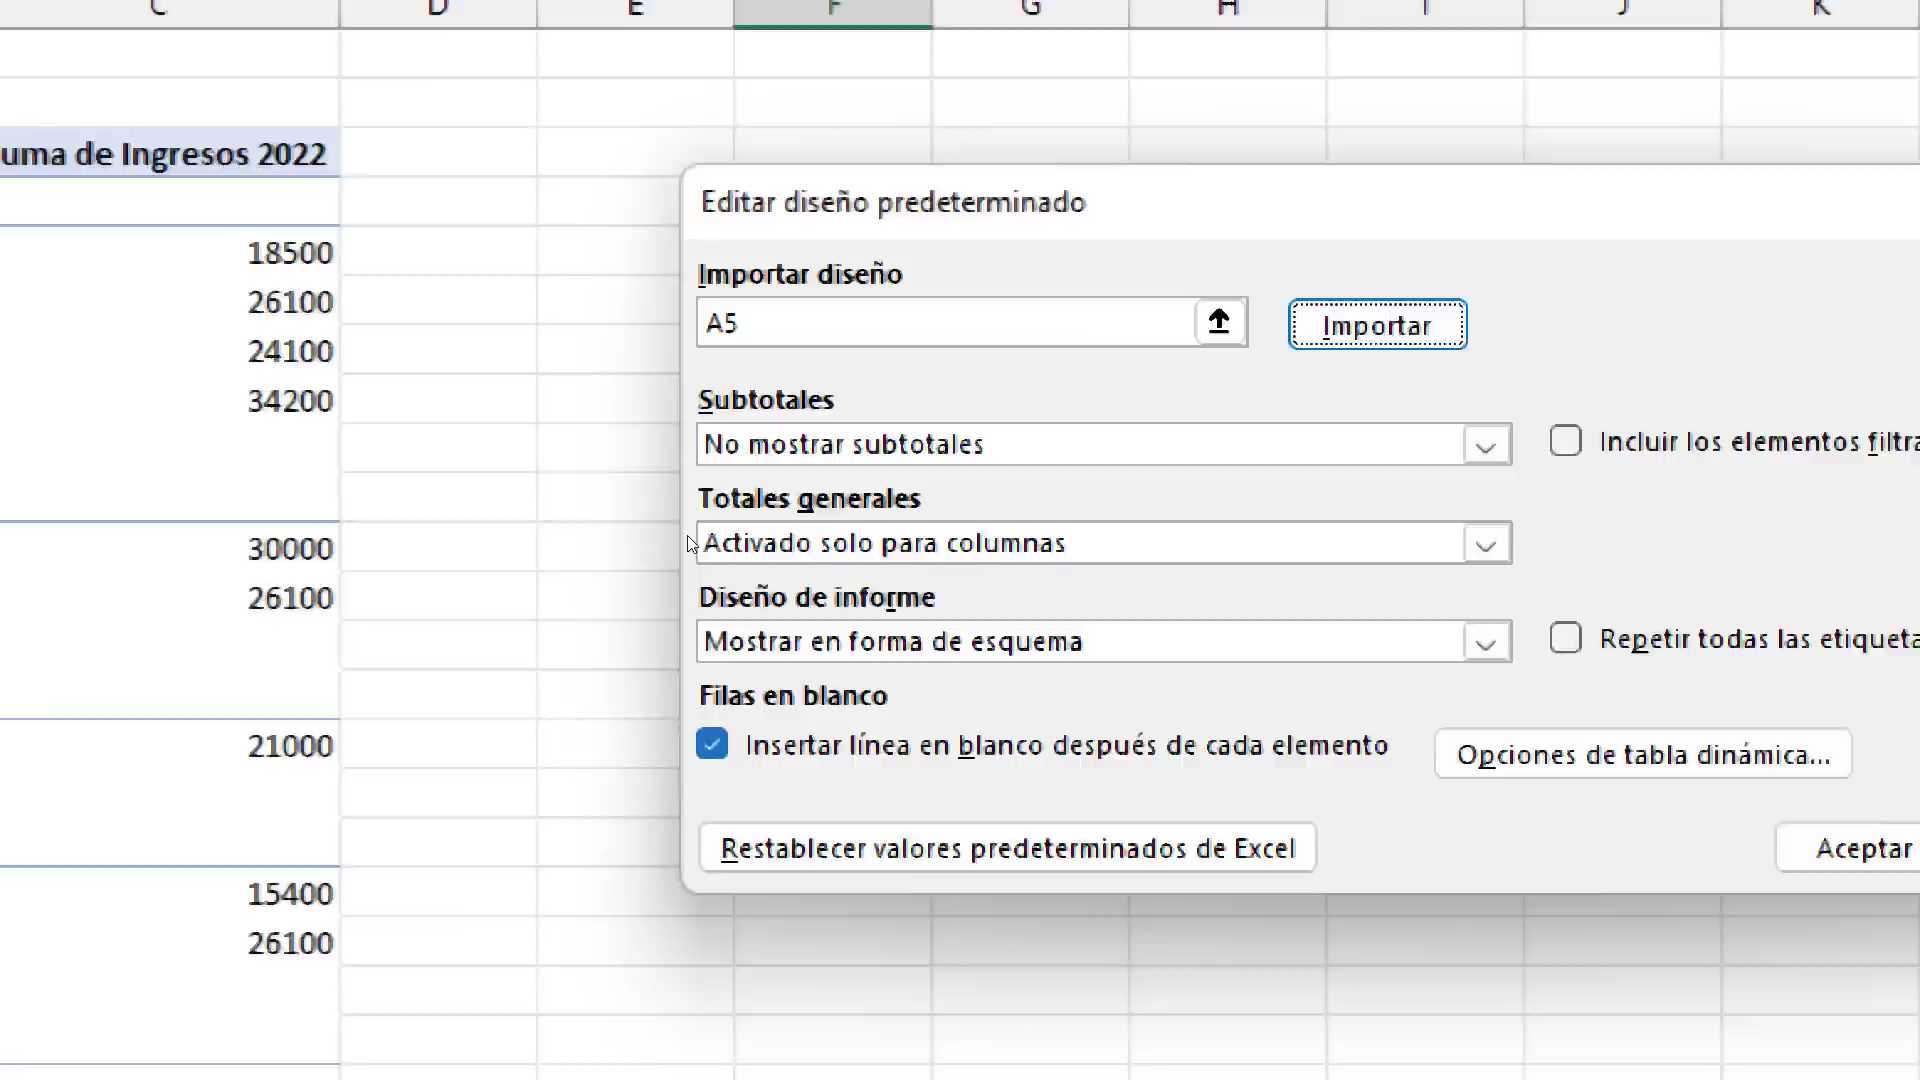 C D E F G H I J K
uma de Ingresos 2022
18500
26100
24100
34200
30000
26100
21000
15400
26100
Editar diseño predeterminado
Importar diseño
A5
Importar
Subtotales
No mostrar subtotales
Incluir los elementos filtra
Totales generales
Activado solo para columnas
Diseño de informe
Mostrar en forma de esquema
Repetir todas las etiqueta
Filas en blanco
Insertar línea en blanco después de cada elemento
Opciones de tabla dinámica...
Restablecer valores predeterminados de Excel
Aceptar